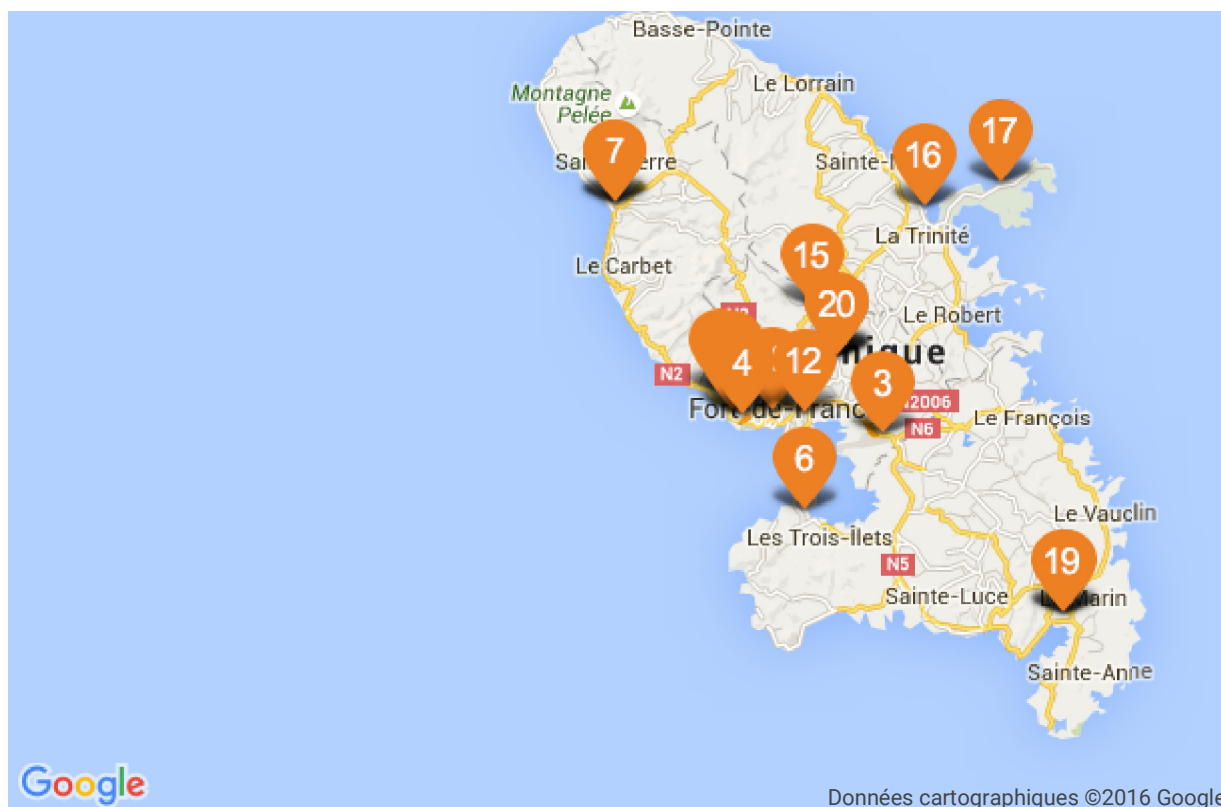 Basse-Pointe
Le Lorrain
Montagne
Pelée
17
7
16
La Trinité
15
Le Carbet
20
Le Robert
N2
4
12
3
N2006
N6
Le François
6
Le Vauclin
Les Trois-Îlets
19
N5
Sainte-Luce
Sainte-Anne
Google
Données cartographiques ©2016 Google